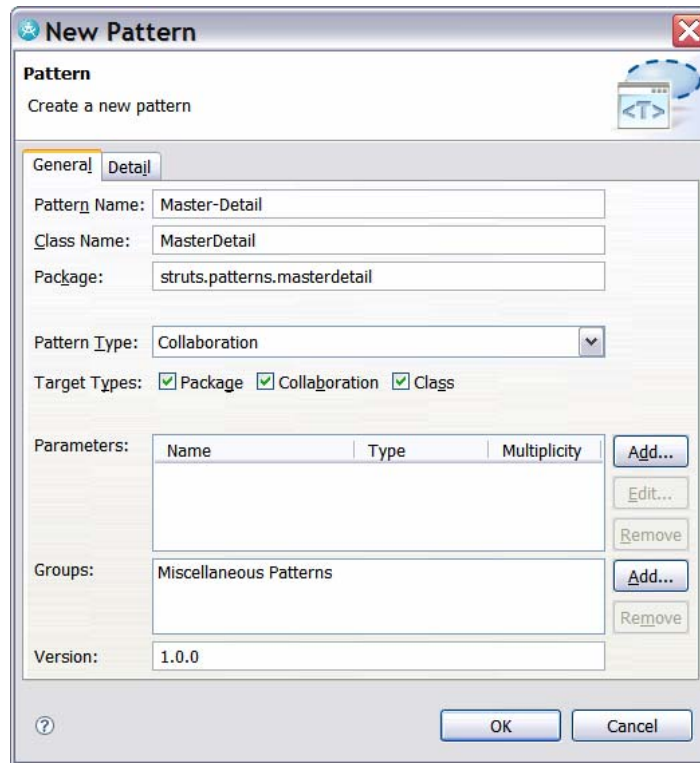 New Pattern
Pattern
Create a new pattern
<T>
General Detail
Pattern Name: Master-Detail
Class Name: MasterDetail
Package: struts.patterns.masterdetail
Pattern Type: Collaboration
Target Types: Package Collaboration Class
Parameters: Name Type Multiplicity Add...
Edit...
Remove
Groups: Miscellaneous Patterns Add...
Remove
Version: 1.0.0
? OK Cancel